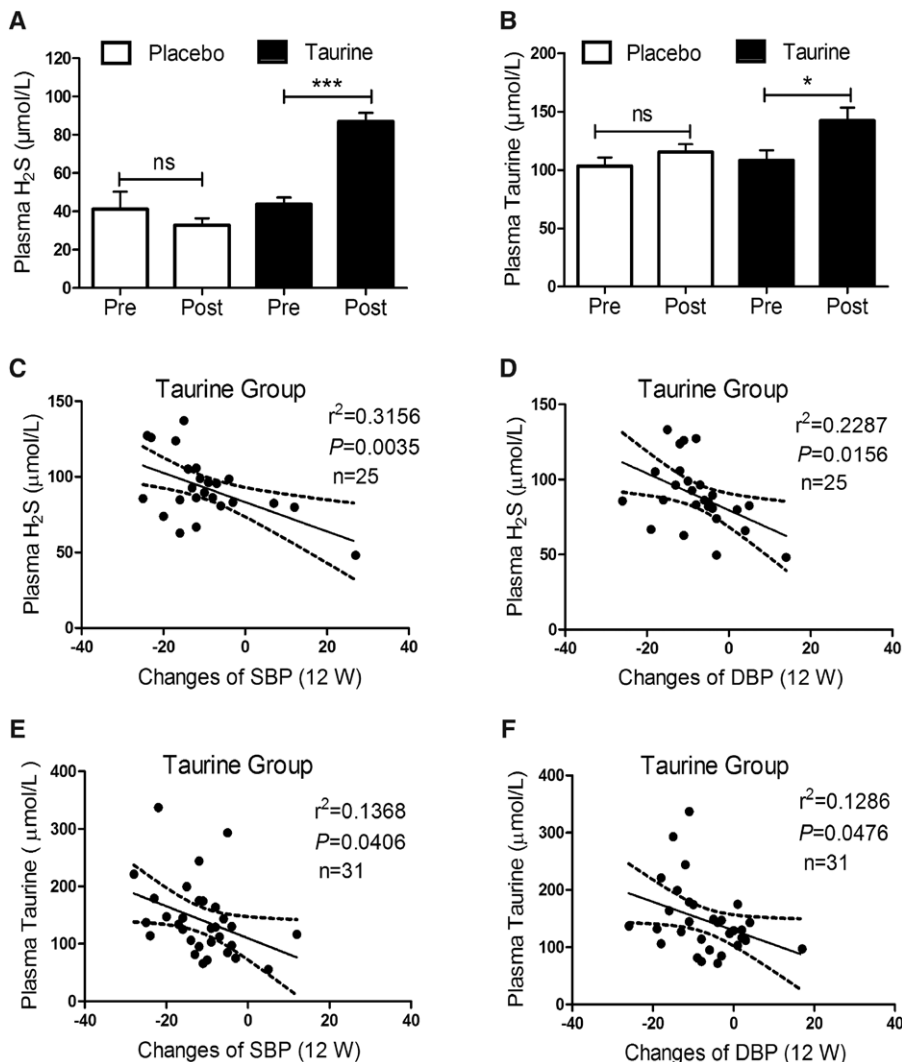 A
Placebo
Taurine
Plasma H₂S (µmol/L)
120
100
80
60
40
20
0
ns
***
Pre
Post
Pre
Post
B
Placebo
Taurine
Plasma Taurine (µmol/L)
200
150
100
50
0
ns
*
Pre
Post
Pre
Post
C
Taurine Group
r²=0.3156
P=0.0035
n=25
Plasma H₂S (µmol/L)
150
100
50
0
-40
-20
0
20
40
Changes of SBP (12 W)
D
Taurine Group
r²=0.2287
P=0.0156
n=25
Plasma H₂S (µmol/L)
150
100
50
0
-40
-20
0
20
40
Changes of DBP (12 W)
E
Taurine Group
r²=0.1368
P=0.0406
n=31
Plasma Taurine ( µmol/L )
400
300
200
100
0
-40
-20
0
20
40
Changes of SBP (12 W)
F
Taurine Group
r²=0.1286
P=0.0476
n=31
Plasma Taurine ( µmol/L)
400
300
200
100
0
-40
-20
0
20
40
Changes of DBP (12 W)